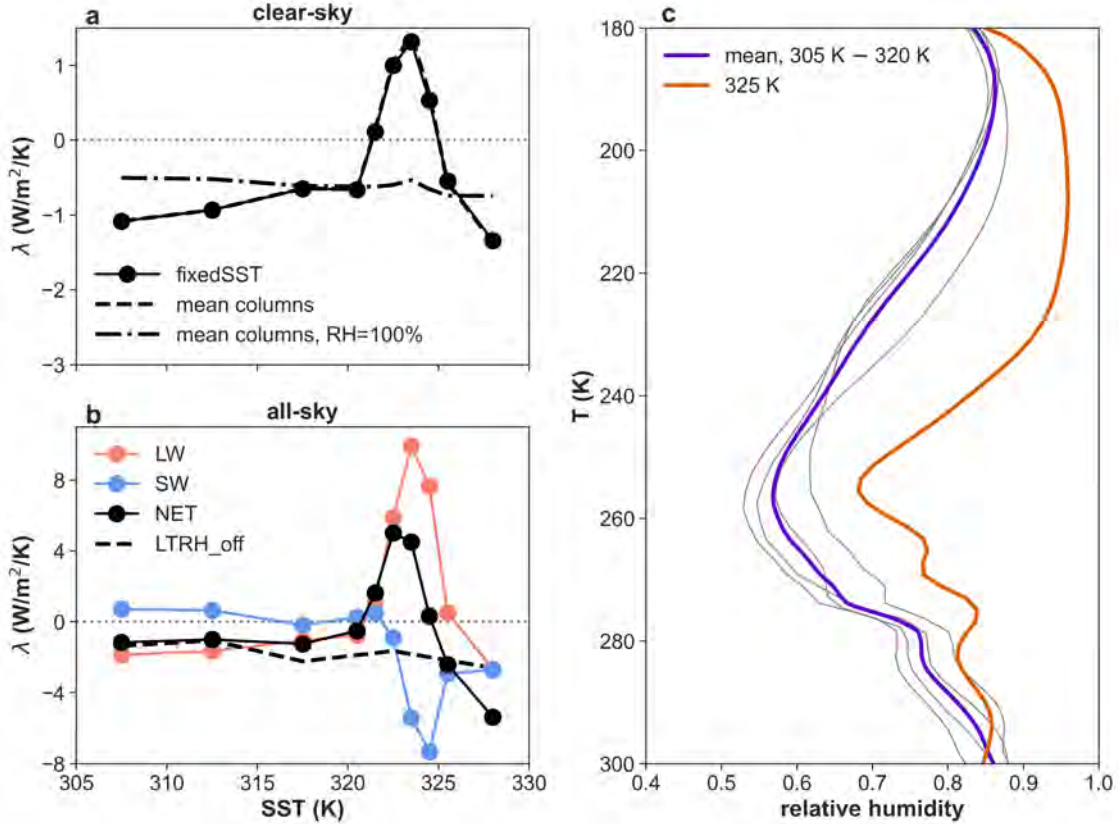 a
clear-sky
1
0
−1
−2
−3
λ (W/m²/K)
fixedSST
mean columns
mean columns, RH=100%
b
all-sky
8
4
0
−4
−8
λ (W/m²/K)
LW
SW
NET
LTRH_off
305 310 315 320 325 330
SST (K)
c
180
200
220
240
260
280
300
T (K)
mean, 305 K − 320 K
325 K
0.4 0.5 0.6 0.7 0.8 0.9 1.0
relative humidity